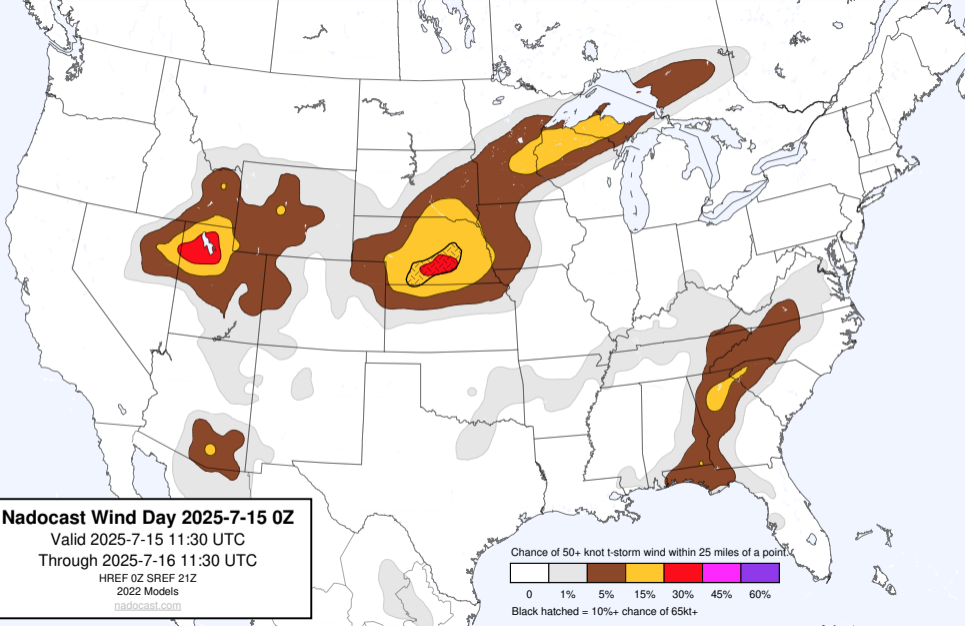 Nadocast Wind Day 2025-7-15 0Z
Valid 2025-7-15 11:30 UTC
Through 2025-7-16 11:30 UTC
HREF 0Z SREF 21Z
2022 Models
nadocast.com
Chance of 50+ knot t-storm wind within 25 miles of a point.
0 1% 5% 15% 30% 45% 60%
Black hatched = 10%+ chance of 65kt+